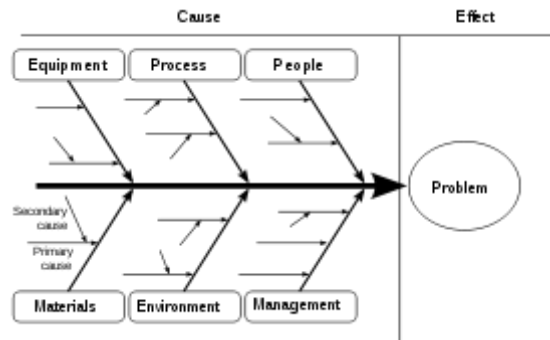 Cause
Effect
Equipment
Process
People
Problem
Secondary
cause
Primary
cause
Materials
Environment
Management